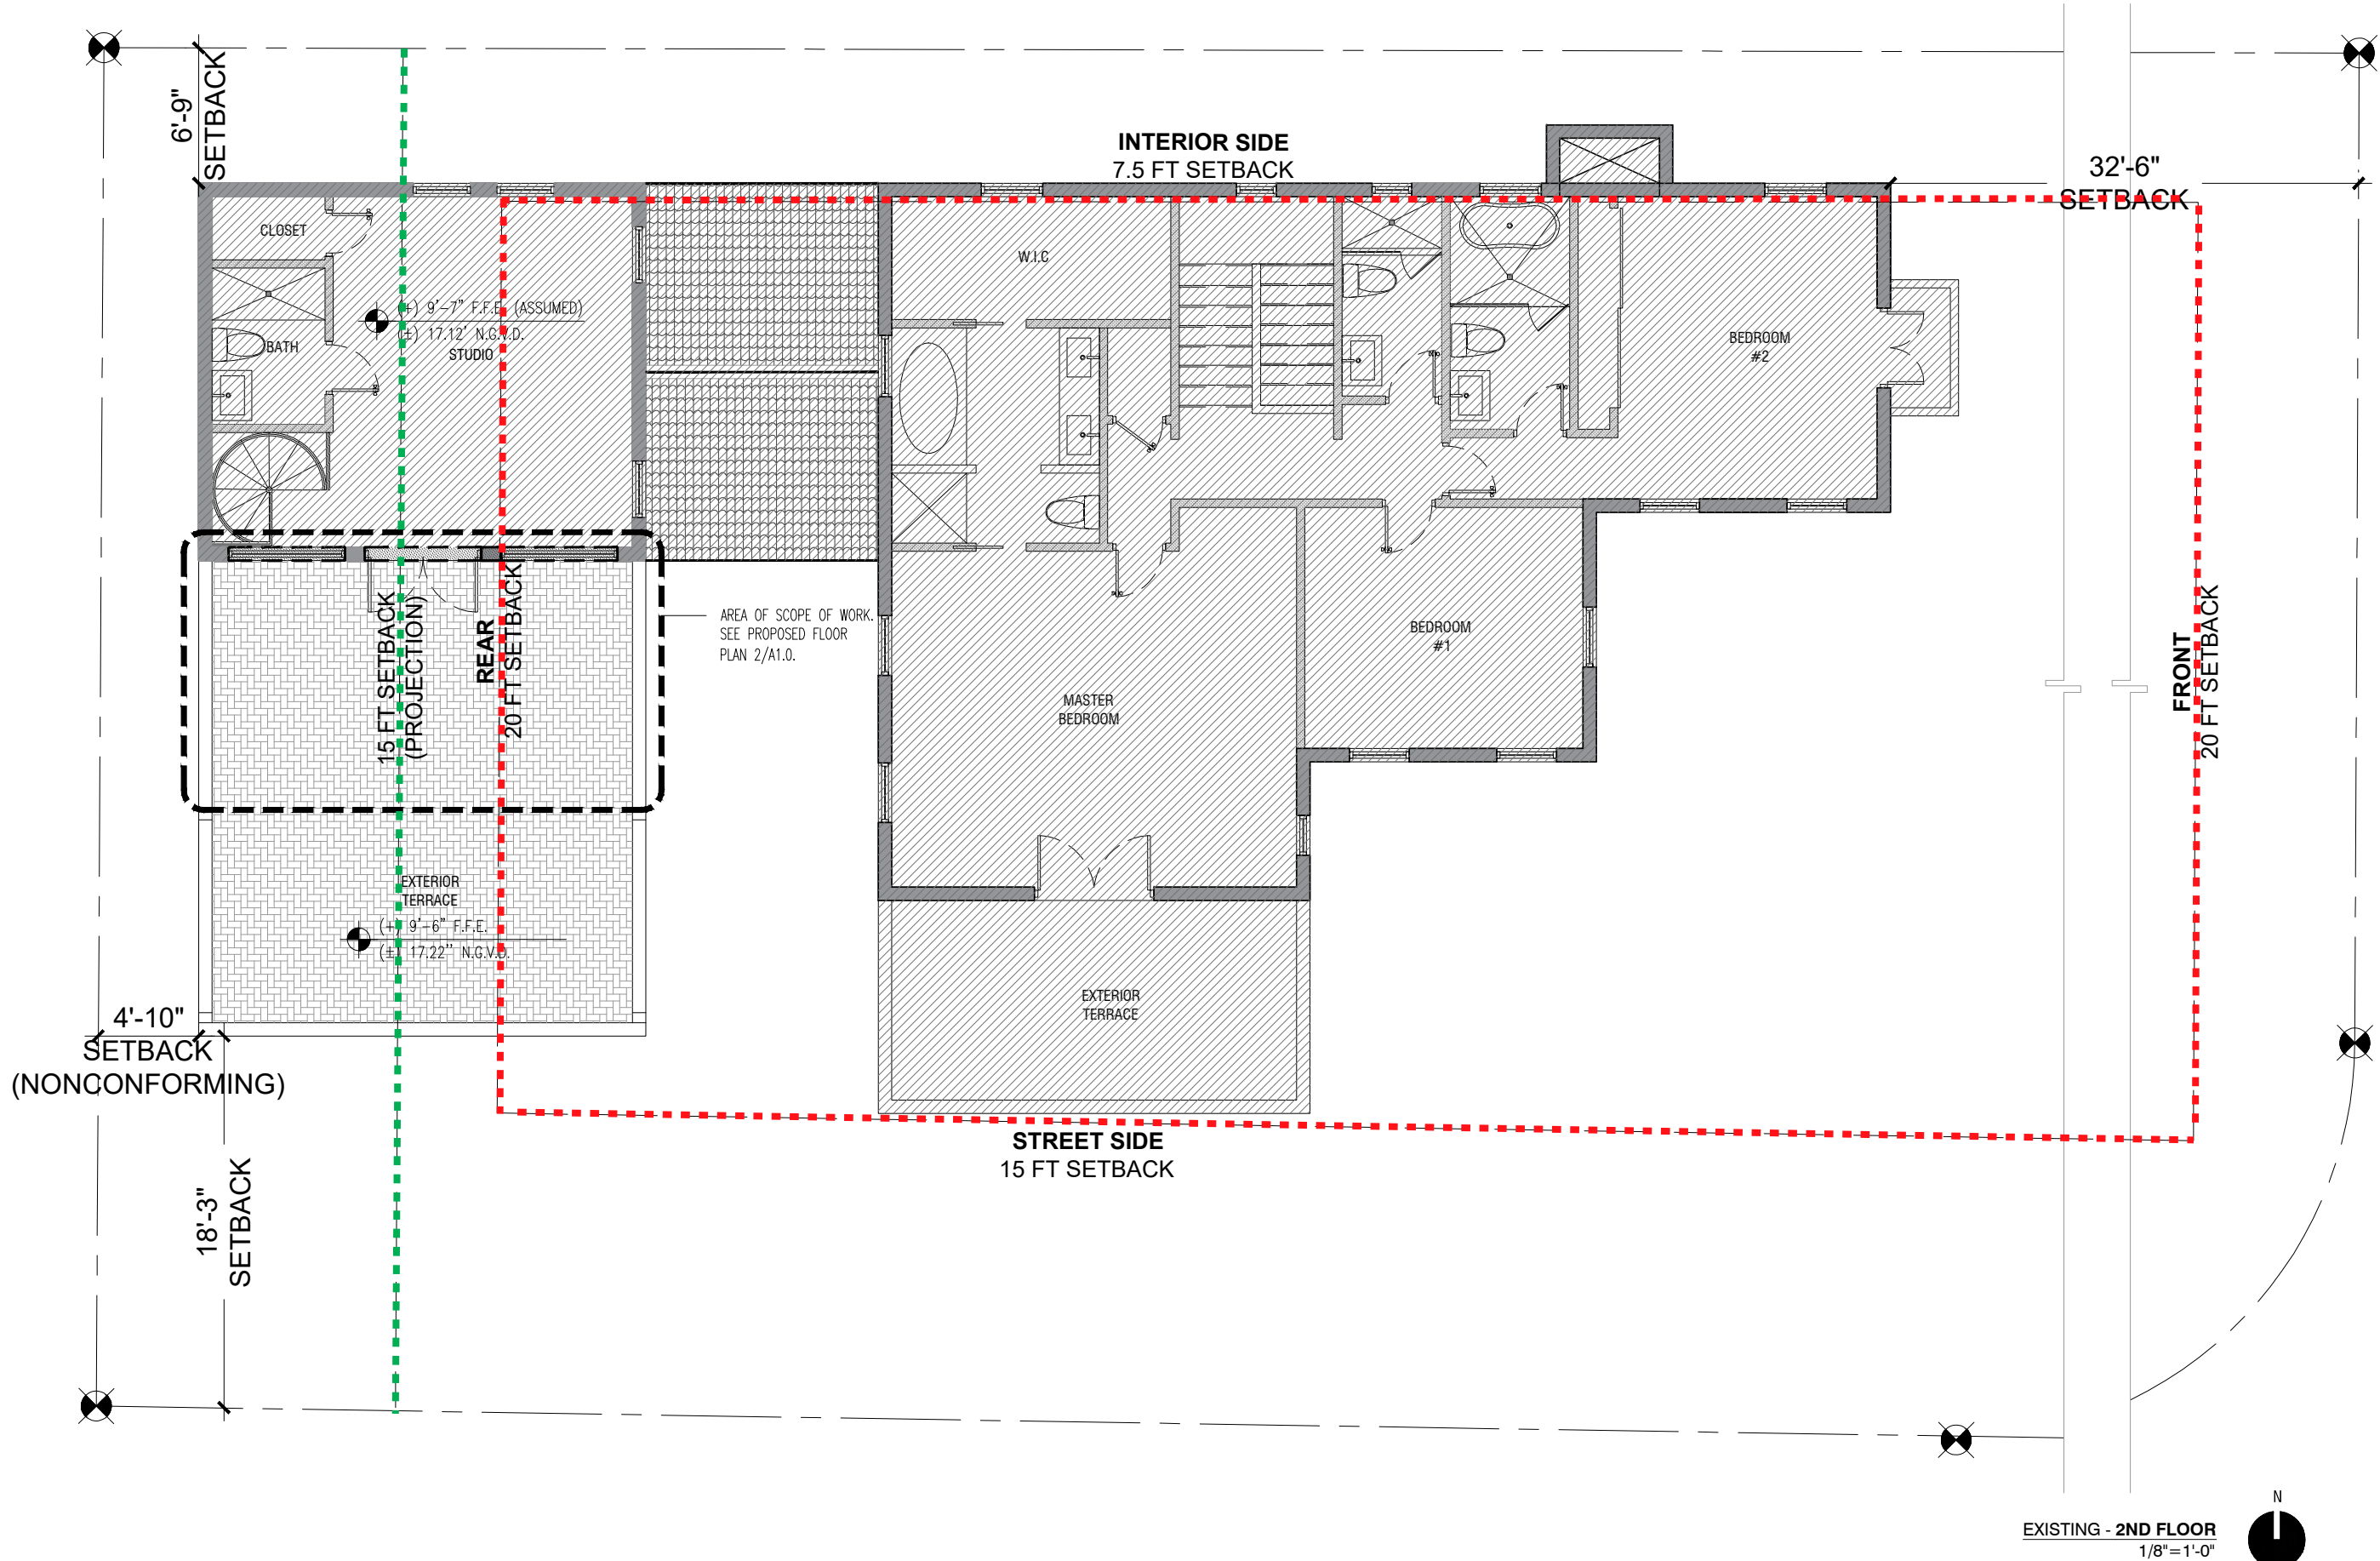 6'-9"
SETBACK
INTERIOR SIDE
7.5 FT SETBACK
32'-6"
SETBACK
CLOSET
W.I.C
(+) 9'-7" F.F.E. (ASSUMED)
(±) 17.12' N.G.V.D.
STUDIO
BATH
BEDROOM
#2
15 FT SETBACK
(PROJECTION)
REAR
20 FT SETBACK
AREA OF SCOPE OF WORK.
SEE PROPOSED FLOOR
PLAN 2/A1.0.
BEDROOM
#1
FRONT
20 FT SETBACK
MASTER
BEDROOM
EXTERIOR
TERRACE
(+) 9'-6" F.F.E.
(±) 17.22'' N.G.V.D.
EXTERIOR
TERRACE
4'-10"
SETBACK
(NONCONFORMING)
STREET SIDE
15 FT SETBACK
18'-3"
SETBACK
N
EXISTING - 2ND FLOOR
1/8"=1'-0"